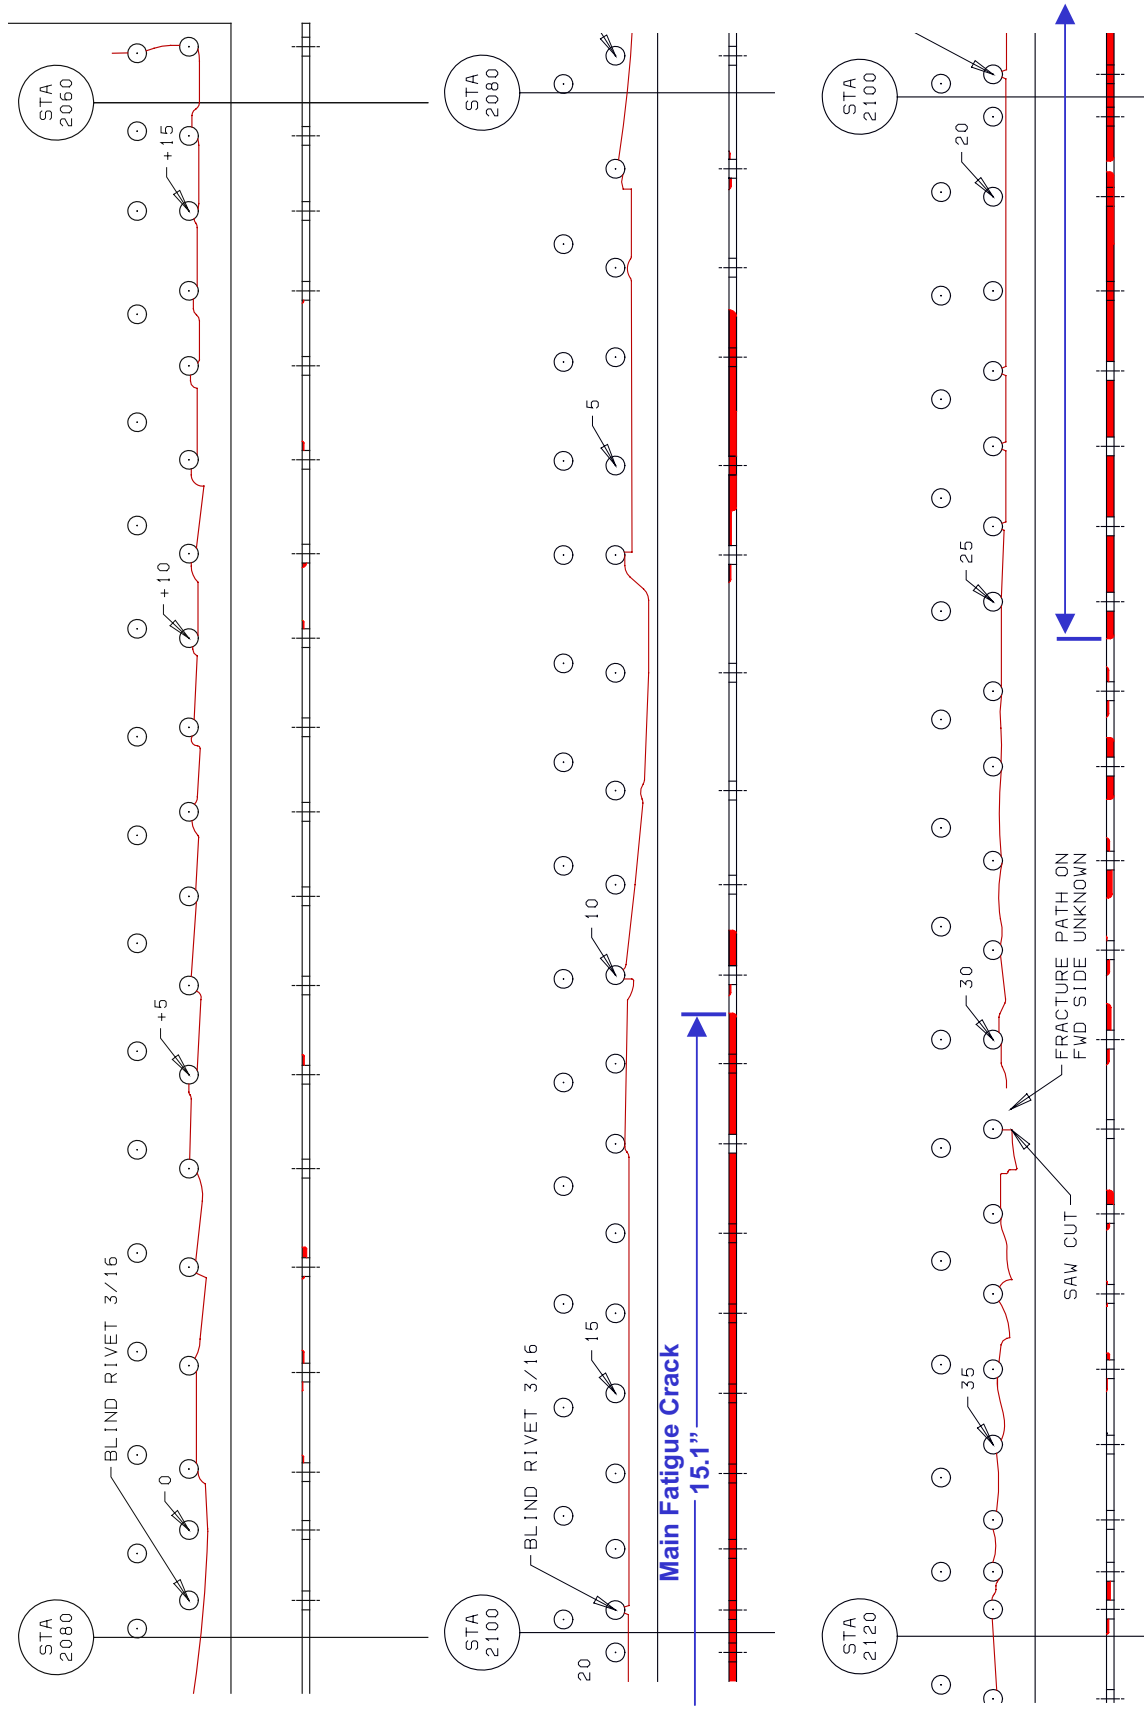 STA
2060
+15
+10
+5
BLIND RIVET 3/16
0
STA
2080
STA
2080
5
10
15
BLIND RIVET 3/16
Main Fatigue Crack
15.1”
STA
2100
20
STA
2100
20
25
30
FRACTURE PATH ON
FWD SIDE UNKNOWN
SAW CUT
35
STA
2120